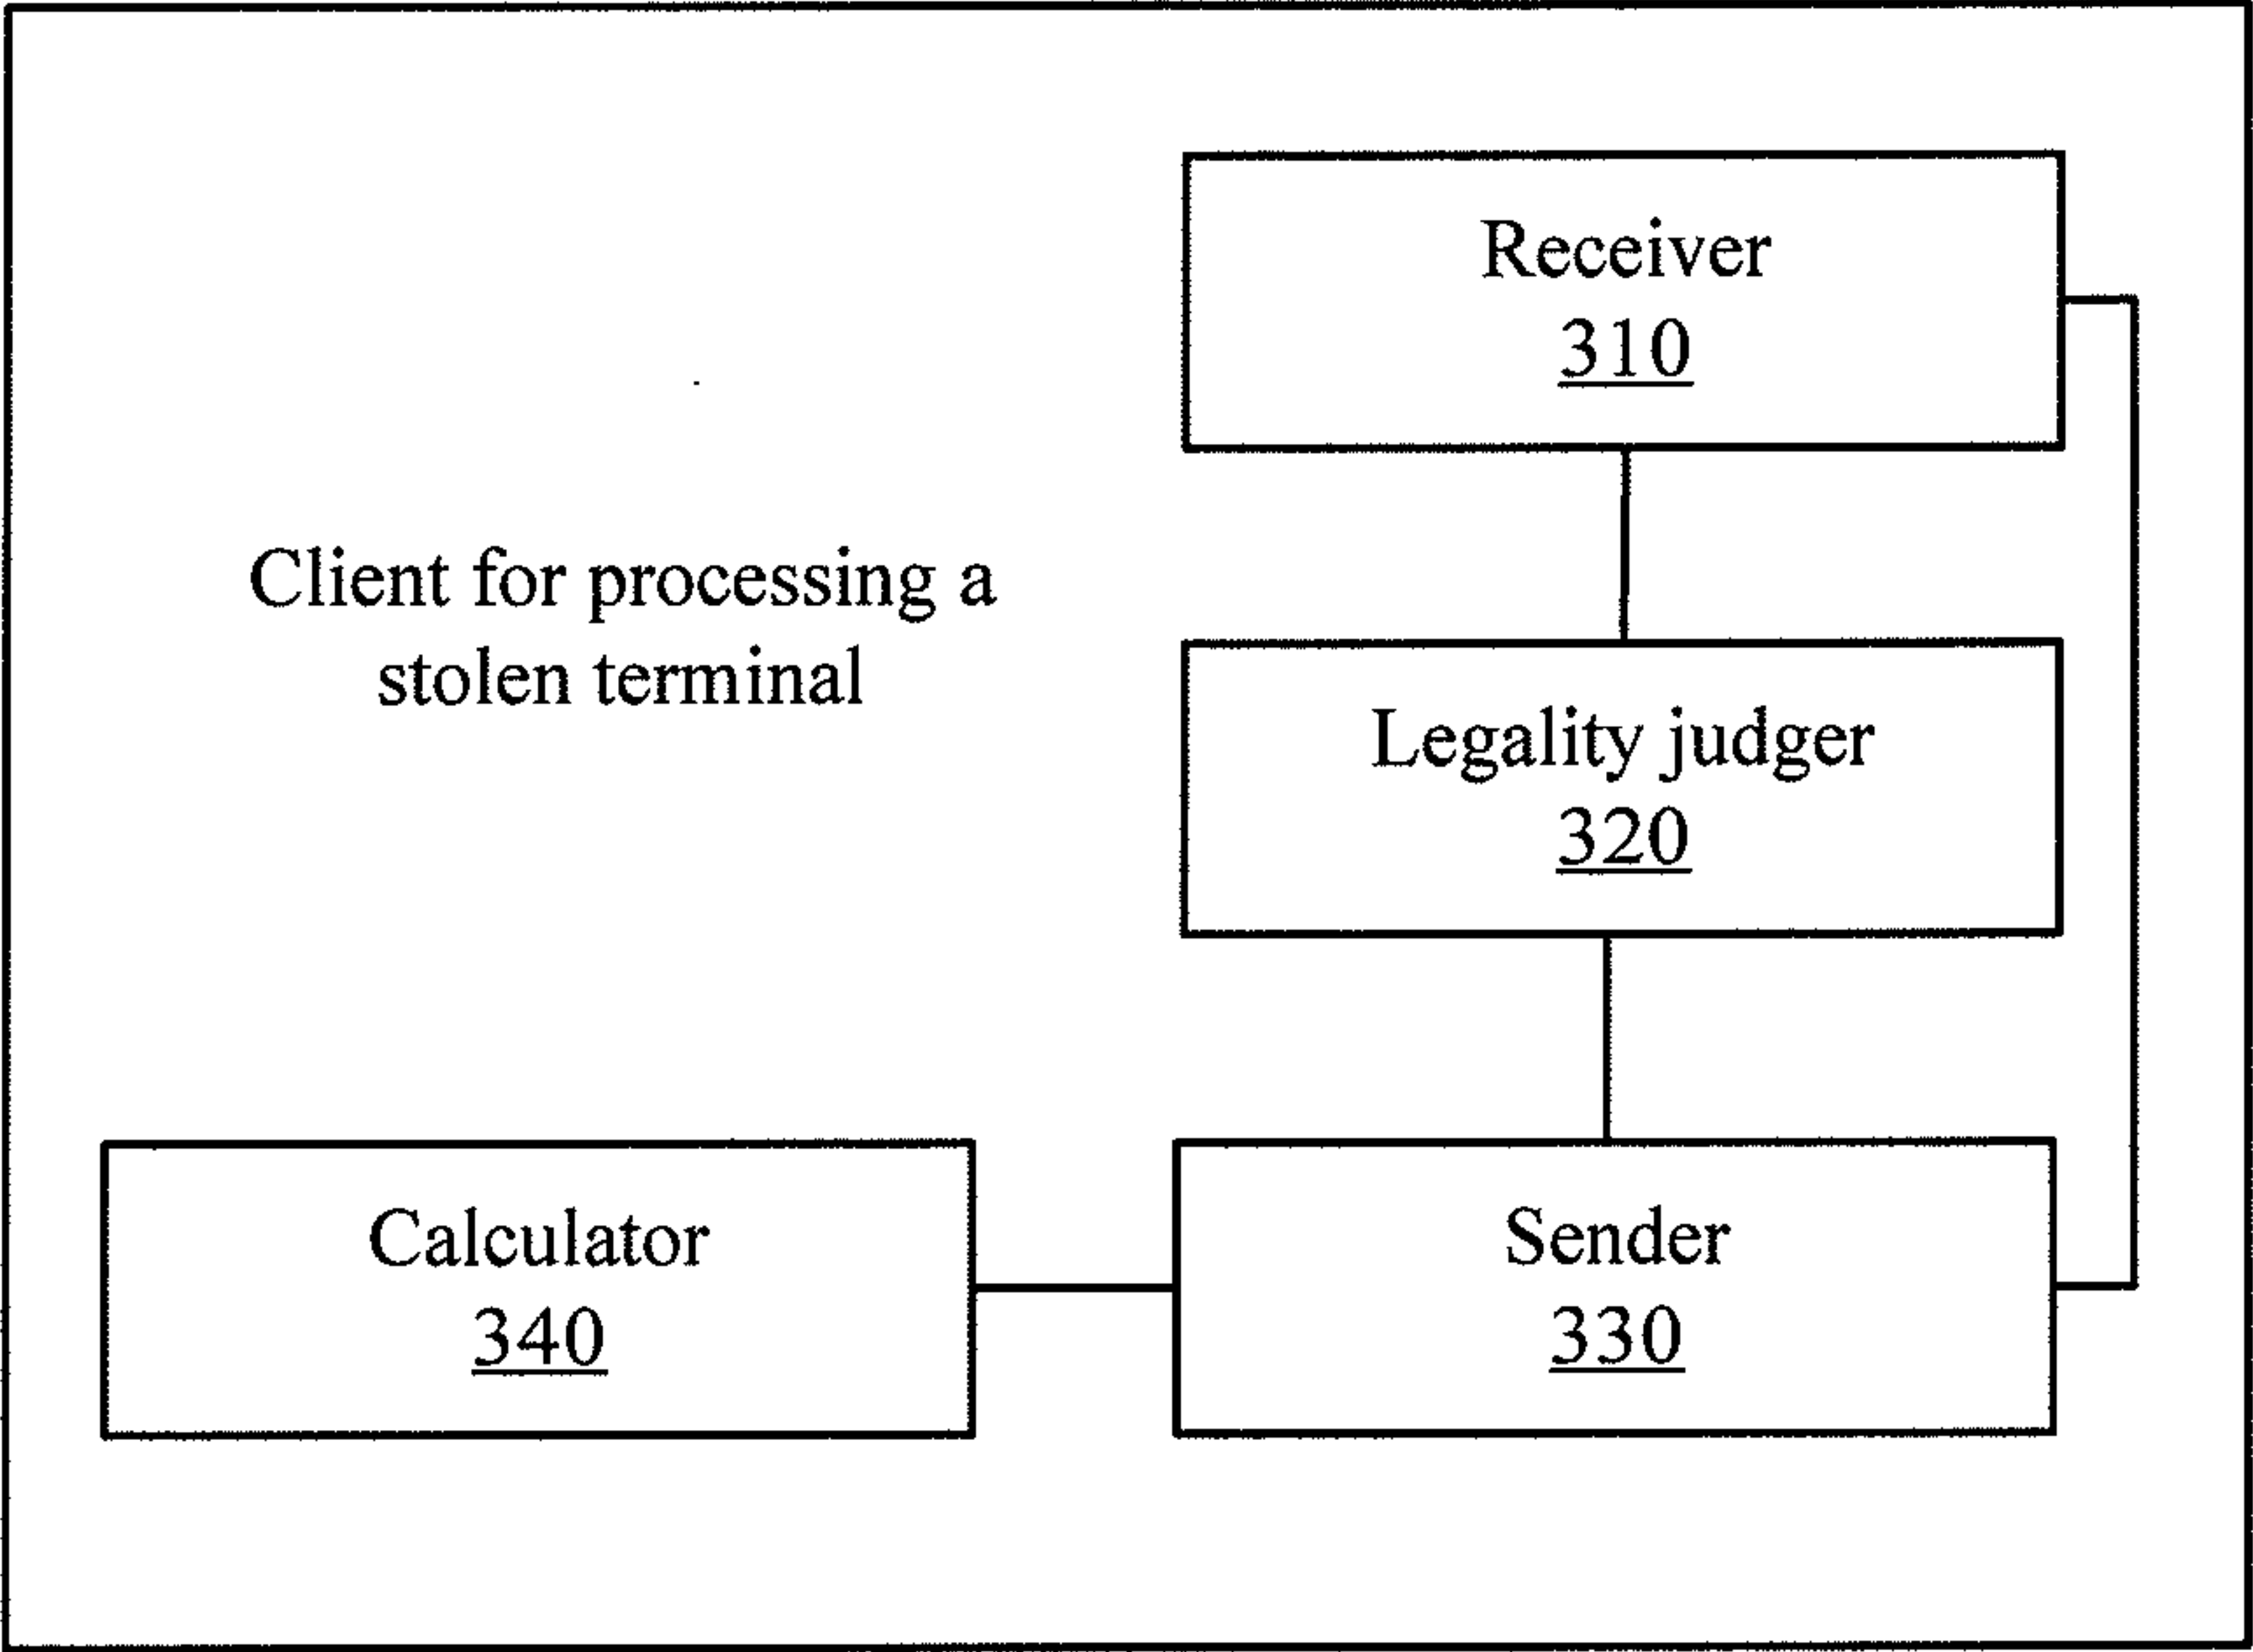 Receiver
310
Client for processing a
stolen terminal
Legality judger
320
Calculator
340
Sender
330